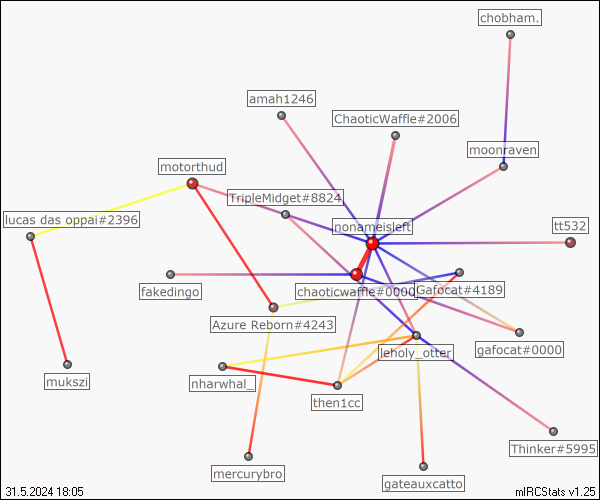 chobham.
amah1246
ChaoticWaffle#2006
moonraven
motorthud
TripleMidget#8824
lucas das oppai#2396
nonameisleft
tt532
fakedingo
chaoticwaffle#0000
Gafocat#4189
Azure Reborn#4243
gafocat#0000
leholy_otter
mukszi
nharwhal_
then1cc
Thinker#5995
mercurybro
gateauxcatto
31.5.2024 18:05
mIRCStats v1.25